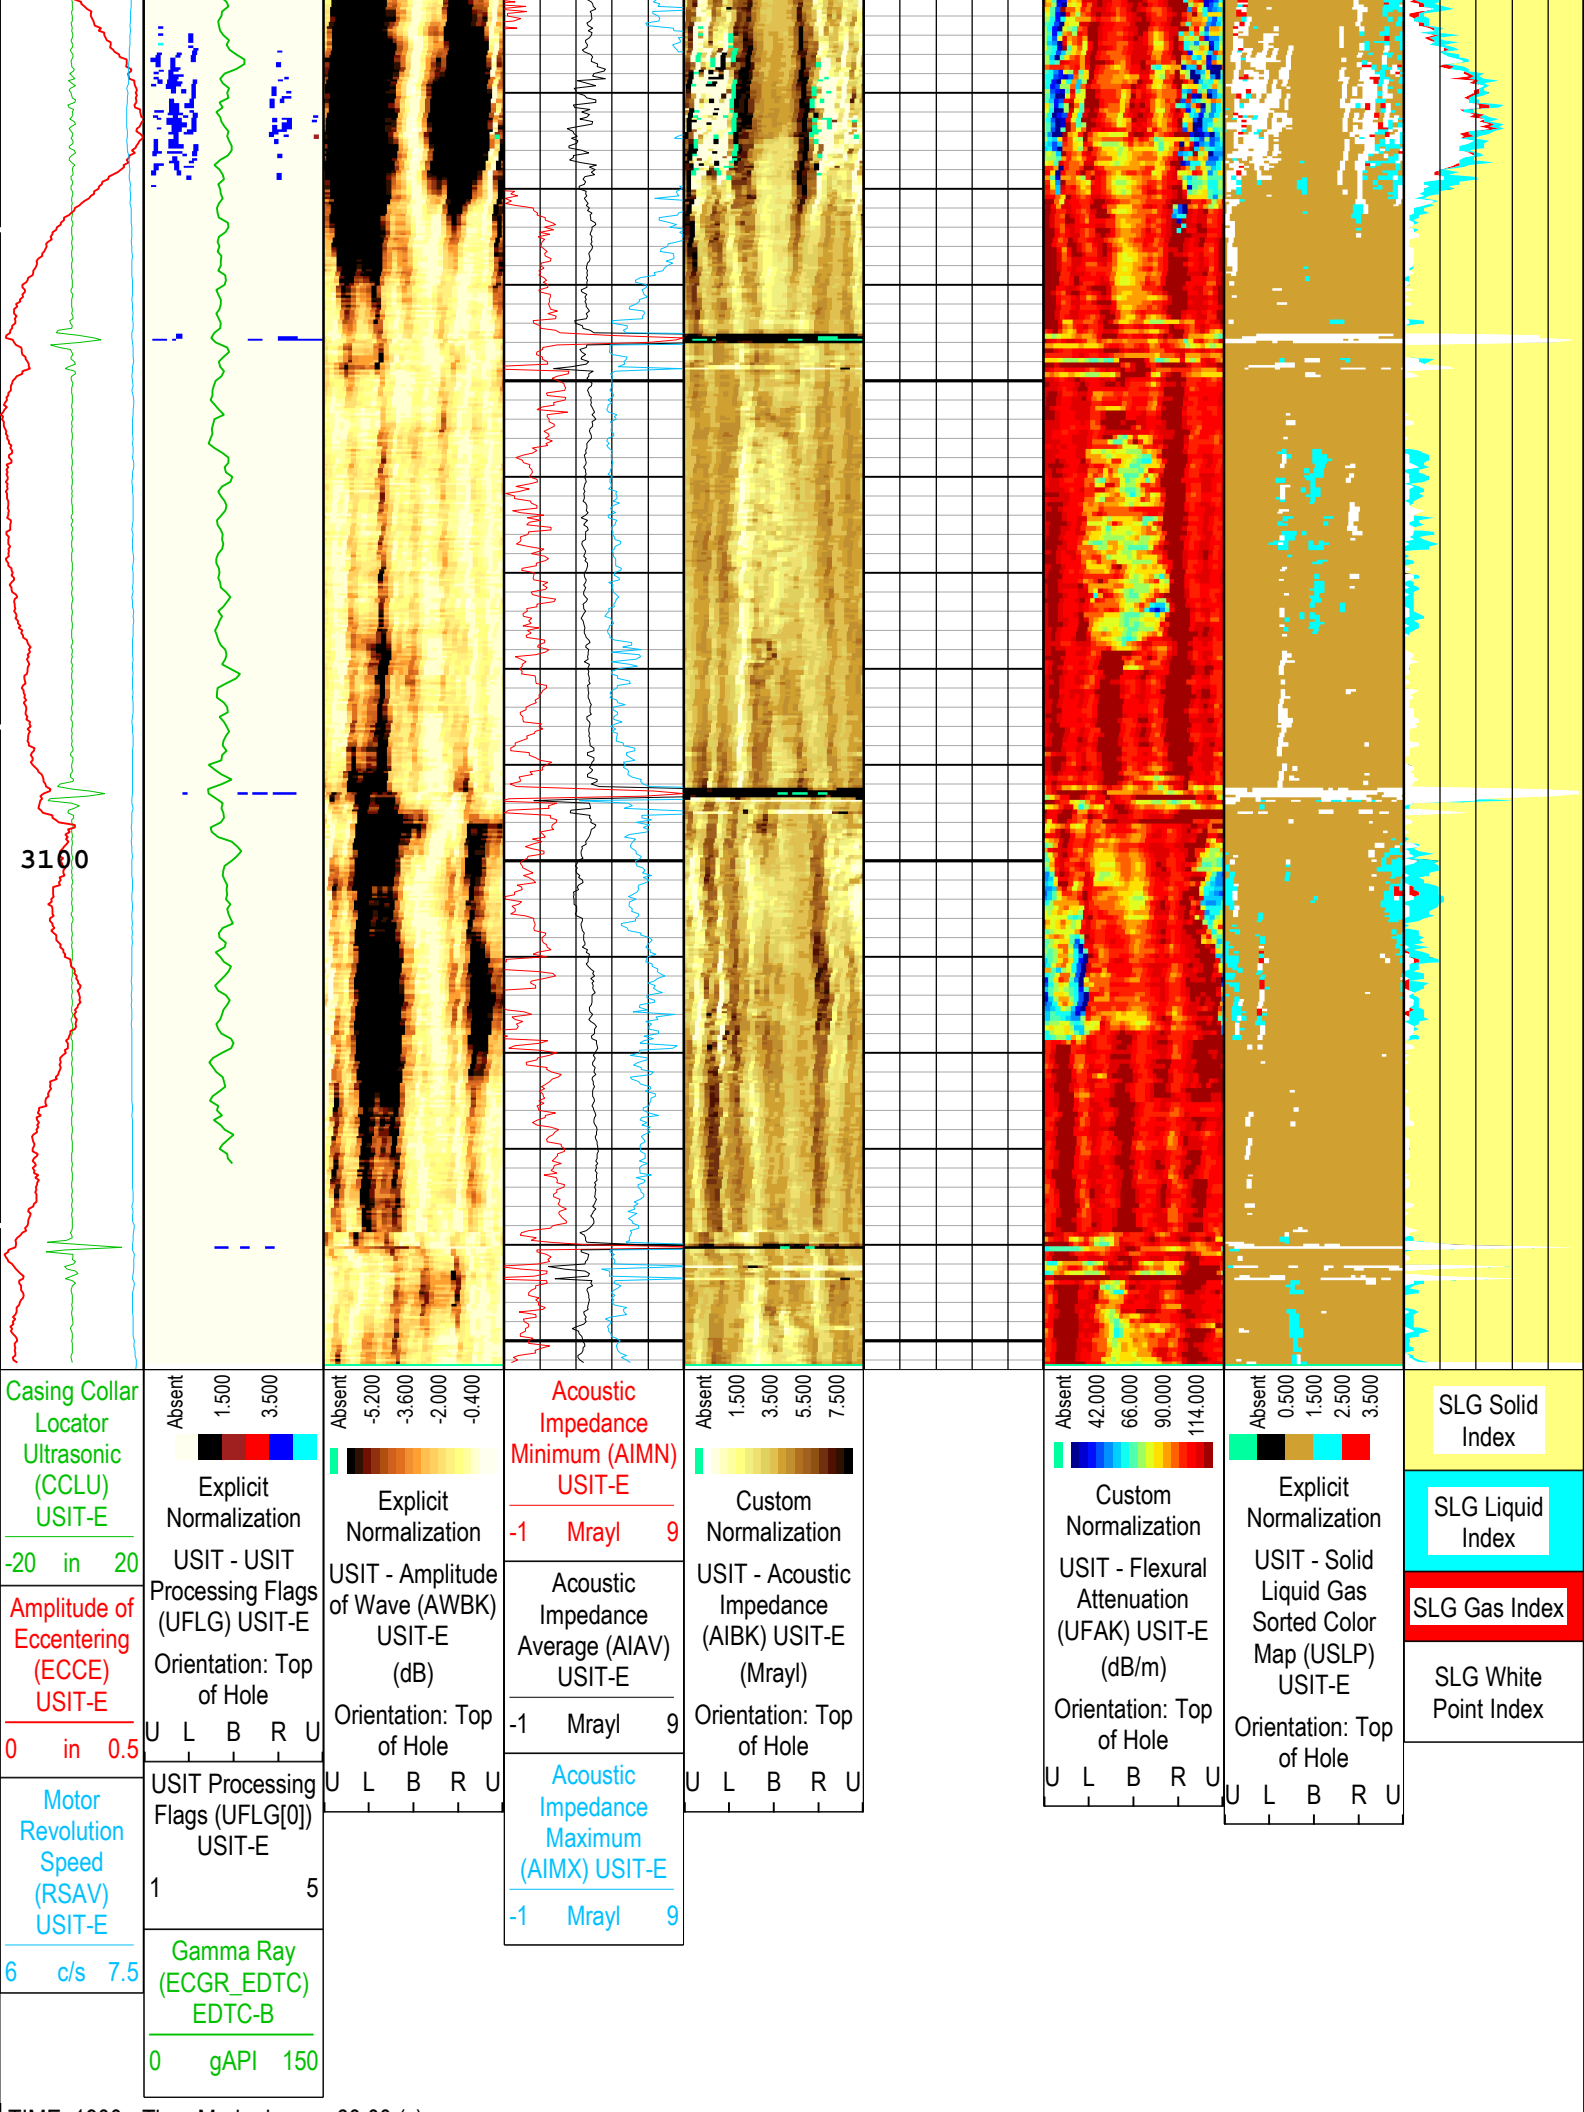 3100
Casing Collar
Locator
Ultrasonic
(CCLU)
USIT-E
-20 in 20
Amplitude of
Eccentering
(ECCE)
USIT-E
0 in 0.5
Motor
Revolution
Speed
(RSAV)
USIT-E
6 c/s 7.5
Absent 1.500 3.500
Explicit
Normalization
USIT - USIT
Processing Flags
(UFLG) USIT-E
Orientation: Top
of Hole
U L B R U
USIT Processing
Flags (UFLG[0])
USIT-E
1 5
Gamma Ray
(ECGR_EDTC)
EDTC-B
0 gAPI 150
Absent -5.200 -3.600 -2.000 -0.400
Explicit
Normalization
USIT - Amplitude
of Wave (AWBK)
USIT-E
(dB)
Orientation: Top
of Hole
U L B R U
Acoustic
Impedance
Minimum (AIMN)
USIT-E
-1 Mrayl 9
Acoustic
Impedance
Average (AIAV)
USIT-E
-1 Mrayl 9
Acoustic
Impedance
Maximum
(AIMX) USIT-E
-1 Mrayl 9
Absent 1.500 3.500 5.500 7.500
Custom
Normalization
USIT - Acoustic
Impedance
(AIBK) USIT-E
(Mrayl)
Orientation: Top
of Hole
U L B R U
Absent 42.000 66.000 90.000 114.000
Custom
Normalization
USIT - Flexural
Attenuation
(UFAK) USIT-E
(dB/m)
Orientation: Top
of Hole
U L B R U
Absent 0.500 1.500 2.500 3.500
Explicit
Normalization
USIT - Solid
Liquid Gas
Sorted Color
Map (USLP)
USIT-E
Orientation: Top
of Hole
U L B R U
SLG Solid
Index
SLG Liquid
Index
SLG Gas Index
SLG White
Point Index